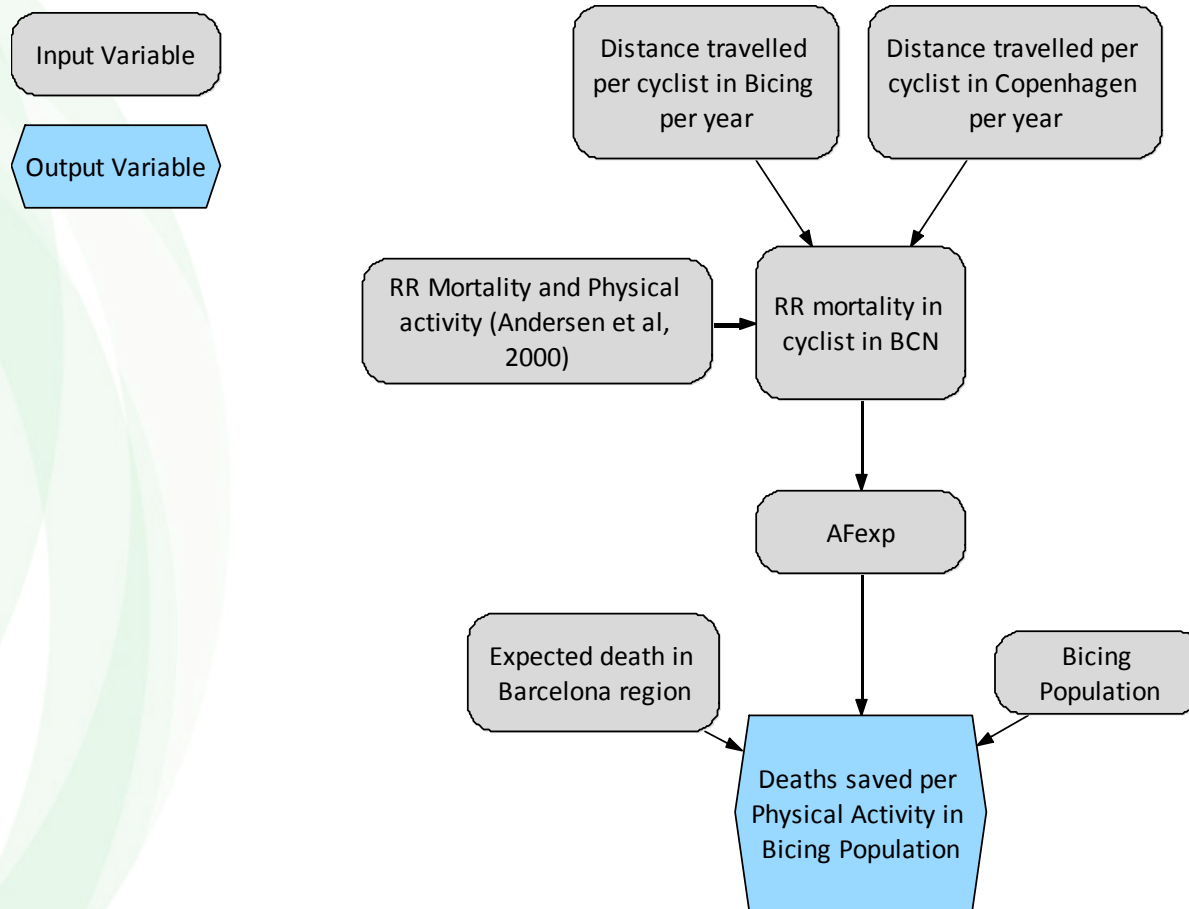 Input Variable
Output Variable
Distance travelled
per cyclist in Bicing
per year
Distance travelled per
cyclist in Copenhagen
per year
RR Mortality and Physical
activity (Andersen et al,
2000)
RR mortality in
cyclist in BCN
AFexp
Expected death in
Barcelona region
Bicing
Population
Deaths saved per
Physical Activity in
Bicing Population